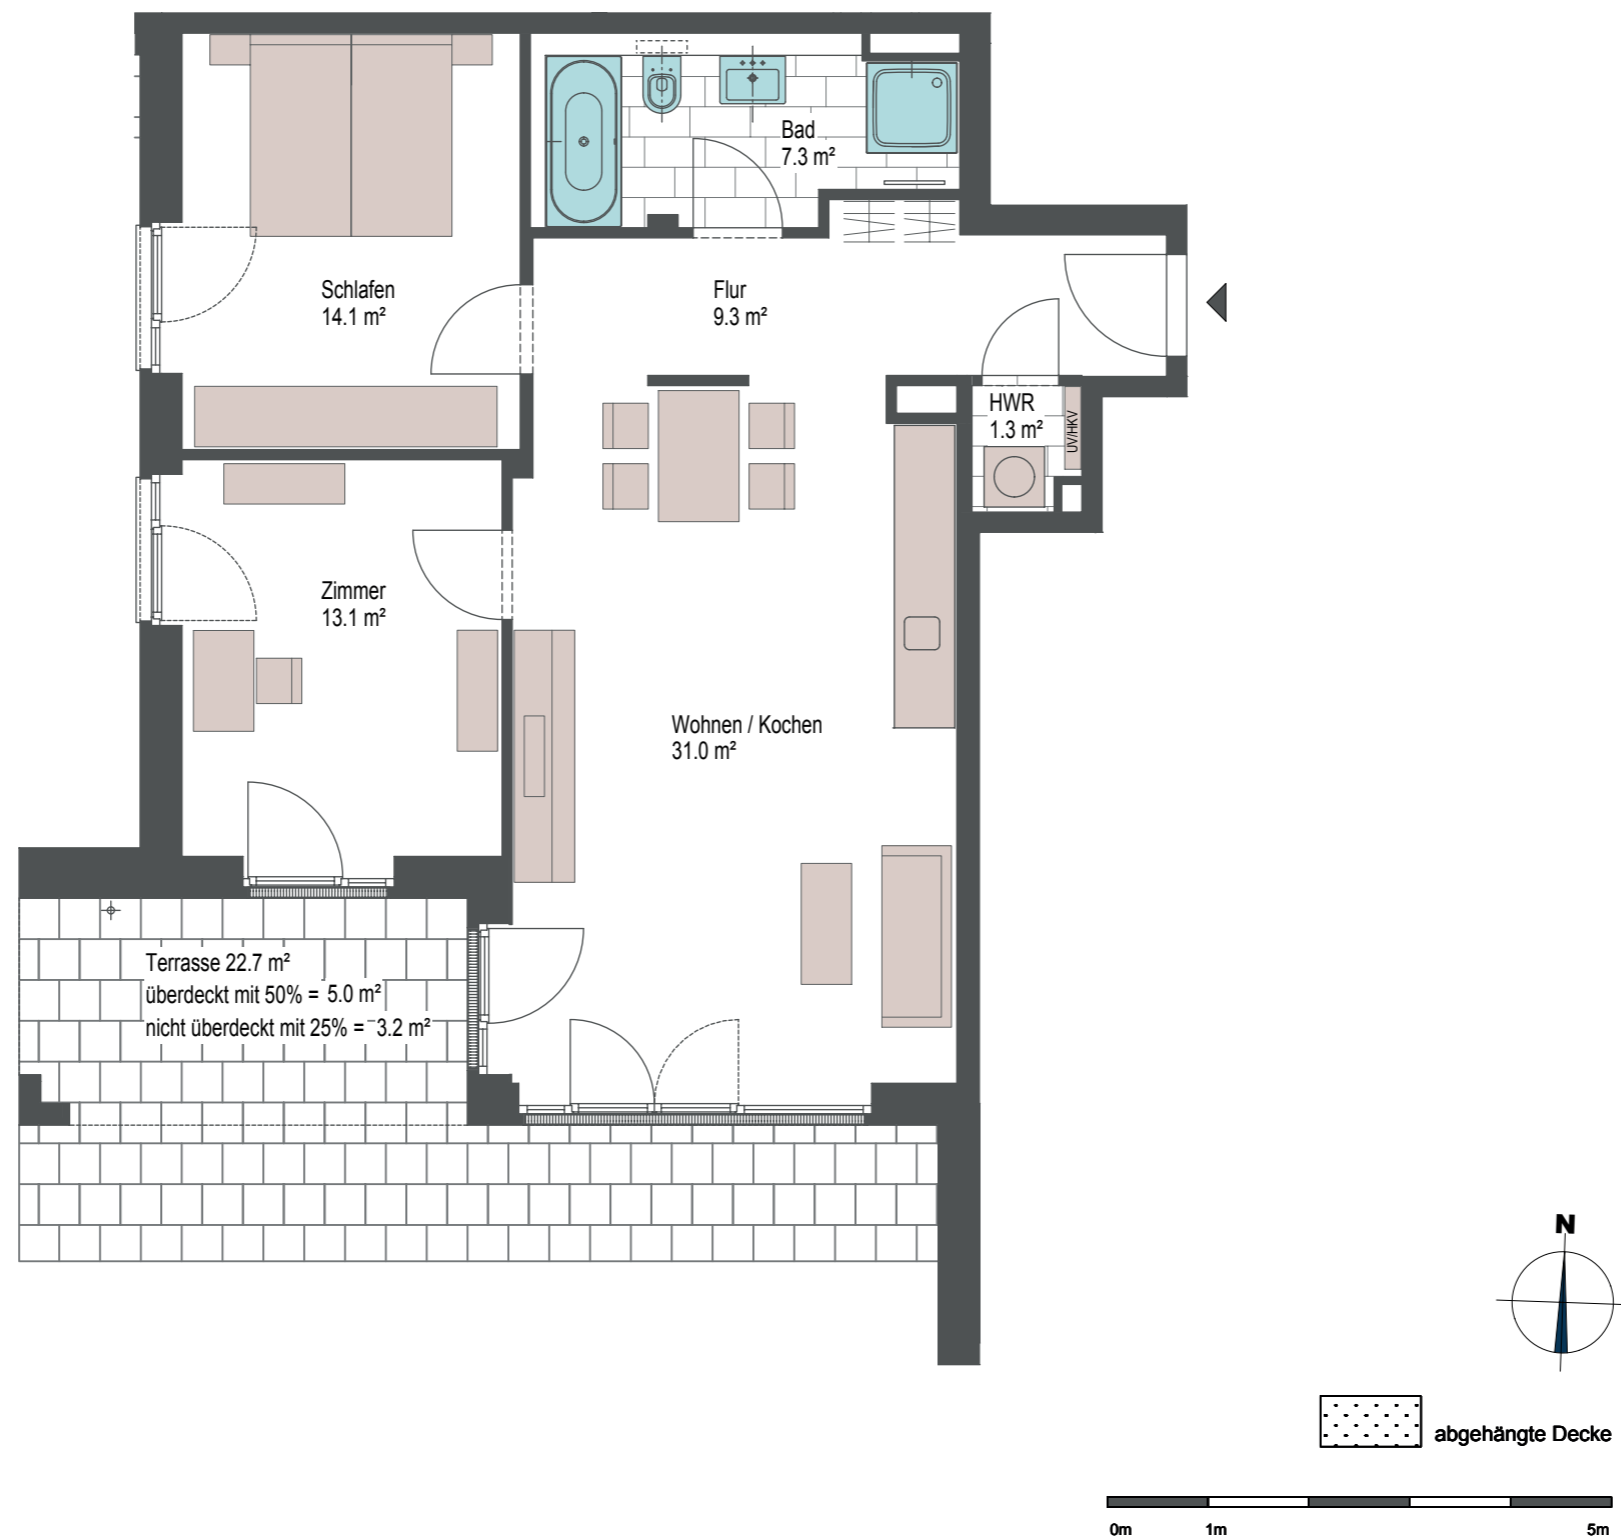 Bad
7.3 m²
Schlafen
14.1 m²
Flur
9.3 m²
HWR
1.3 m²
UV/HKV
Zimmer
13.1 m²
Wohnen / Kochen
31.0 m²
Terrasse 22.7 m²
überdeckt mit 50% = 5.0 m²
nicht überdeckt mit 25% = 3.2 m²
N
abgehängte Decke
0m 1m 5m